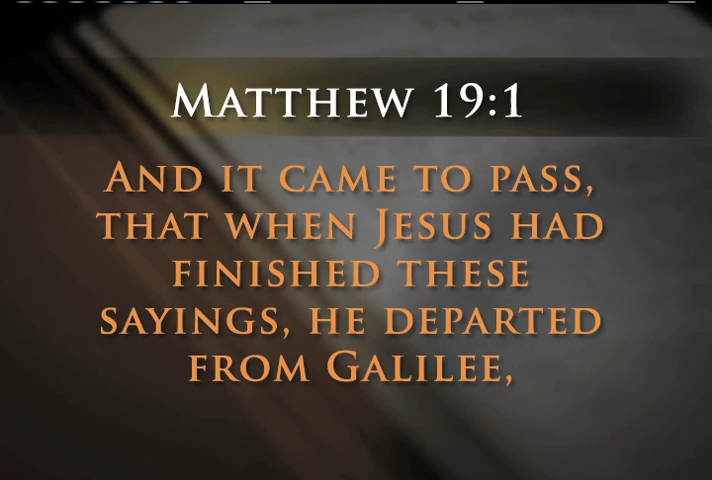 Matthew 19:1
And it came to pass,
that when Jesus had
finished these
sayings, he departed
from Galilee,